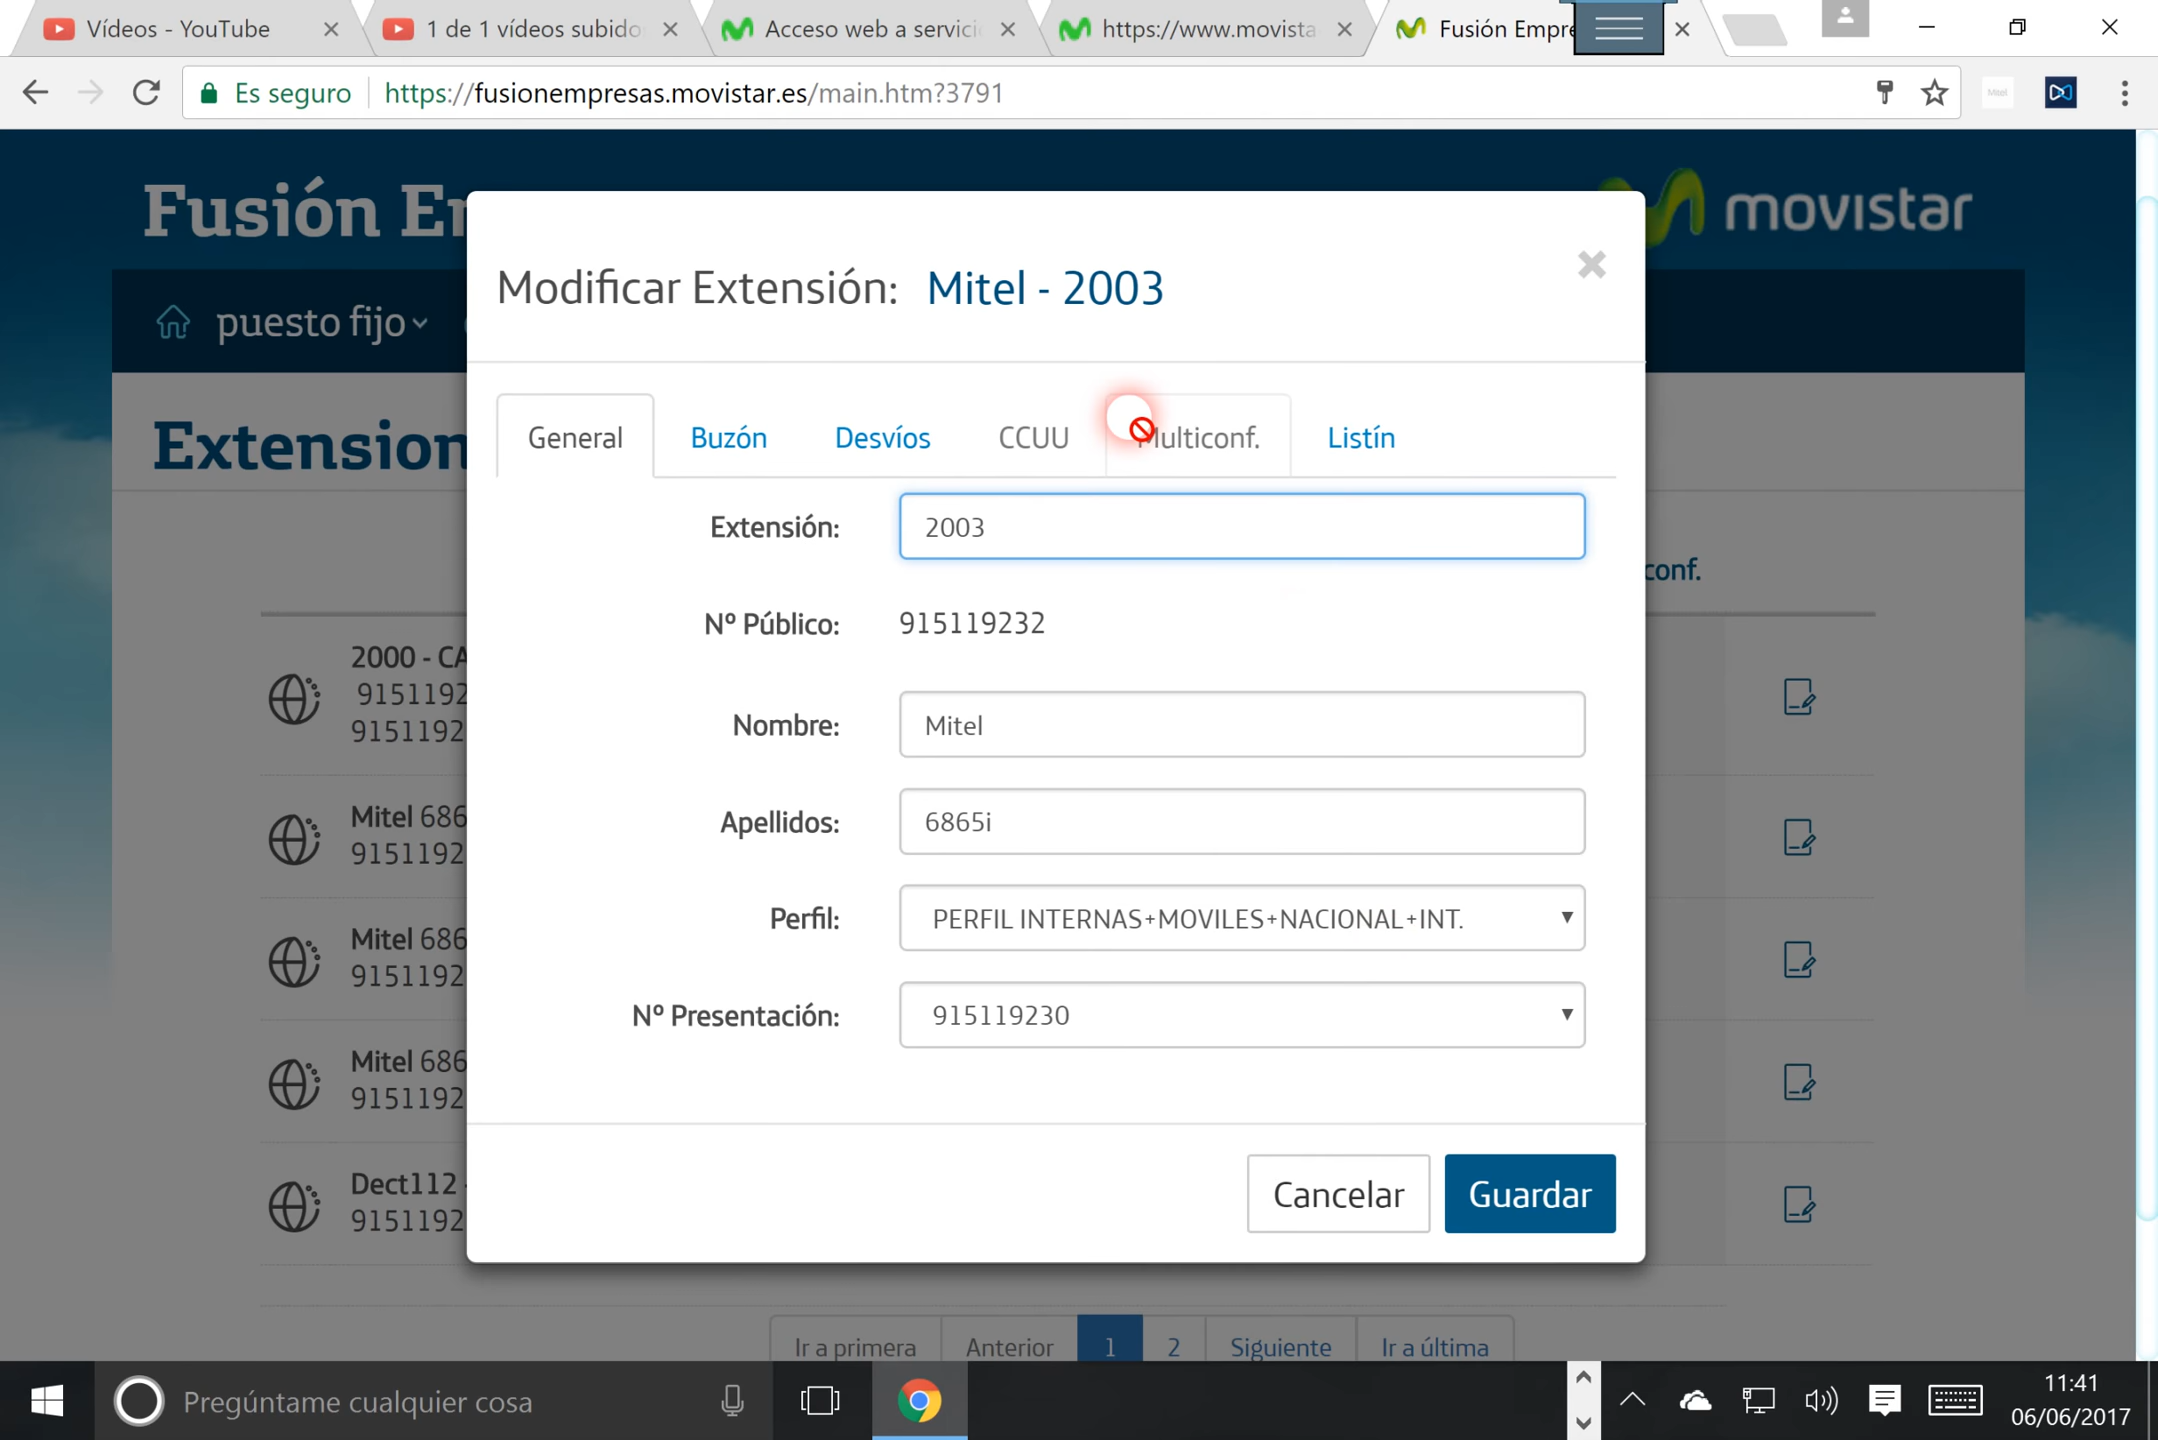 Vídeos - YouTube
1 de 1 vídeos subido
Acceso web a servici
https://www.movista
Fusión Empre
Es seguro
https://fusionempresas.movistar.es/main.htm?3791
Mitel
Fusión Em
movistar
puesto fijo
Extension
conf.
2000 - CA
9151192
9151192
Mitel 686
9151192
Mitel 686
9151192
Mitel 686
9151192
Dect112 -
9151192
Modificar Extensión: Mitel - 2003
General
Buzón
Desvíos
CCUU
Multiconf.
Listín
Extensión: 2003
Nº Público: 915119232
Nombre: Mitel
Apellidos: 6865i
Perfil: PERFIL INTERNAS+MOVILES+NACIONAL+INT.
Nº Presentación: 915119230
Cancelar
Guardar
Ir a primera
Anterior
1
2
Siguiente
Ir a última
Pregúntame cualquier cosa
11:41
06/06/2017